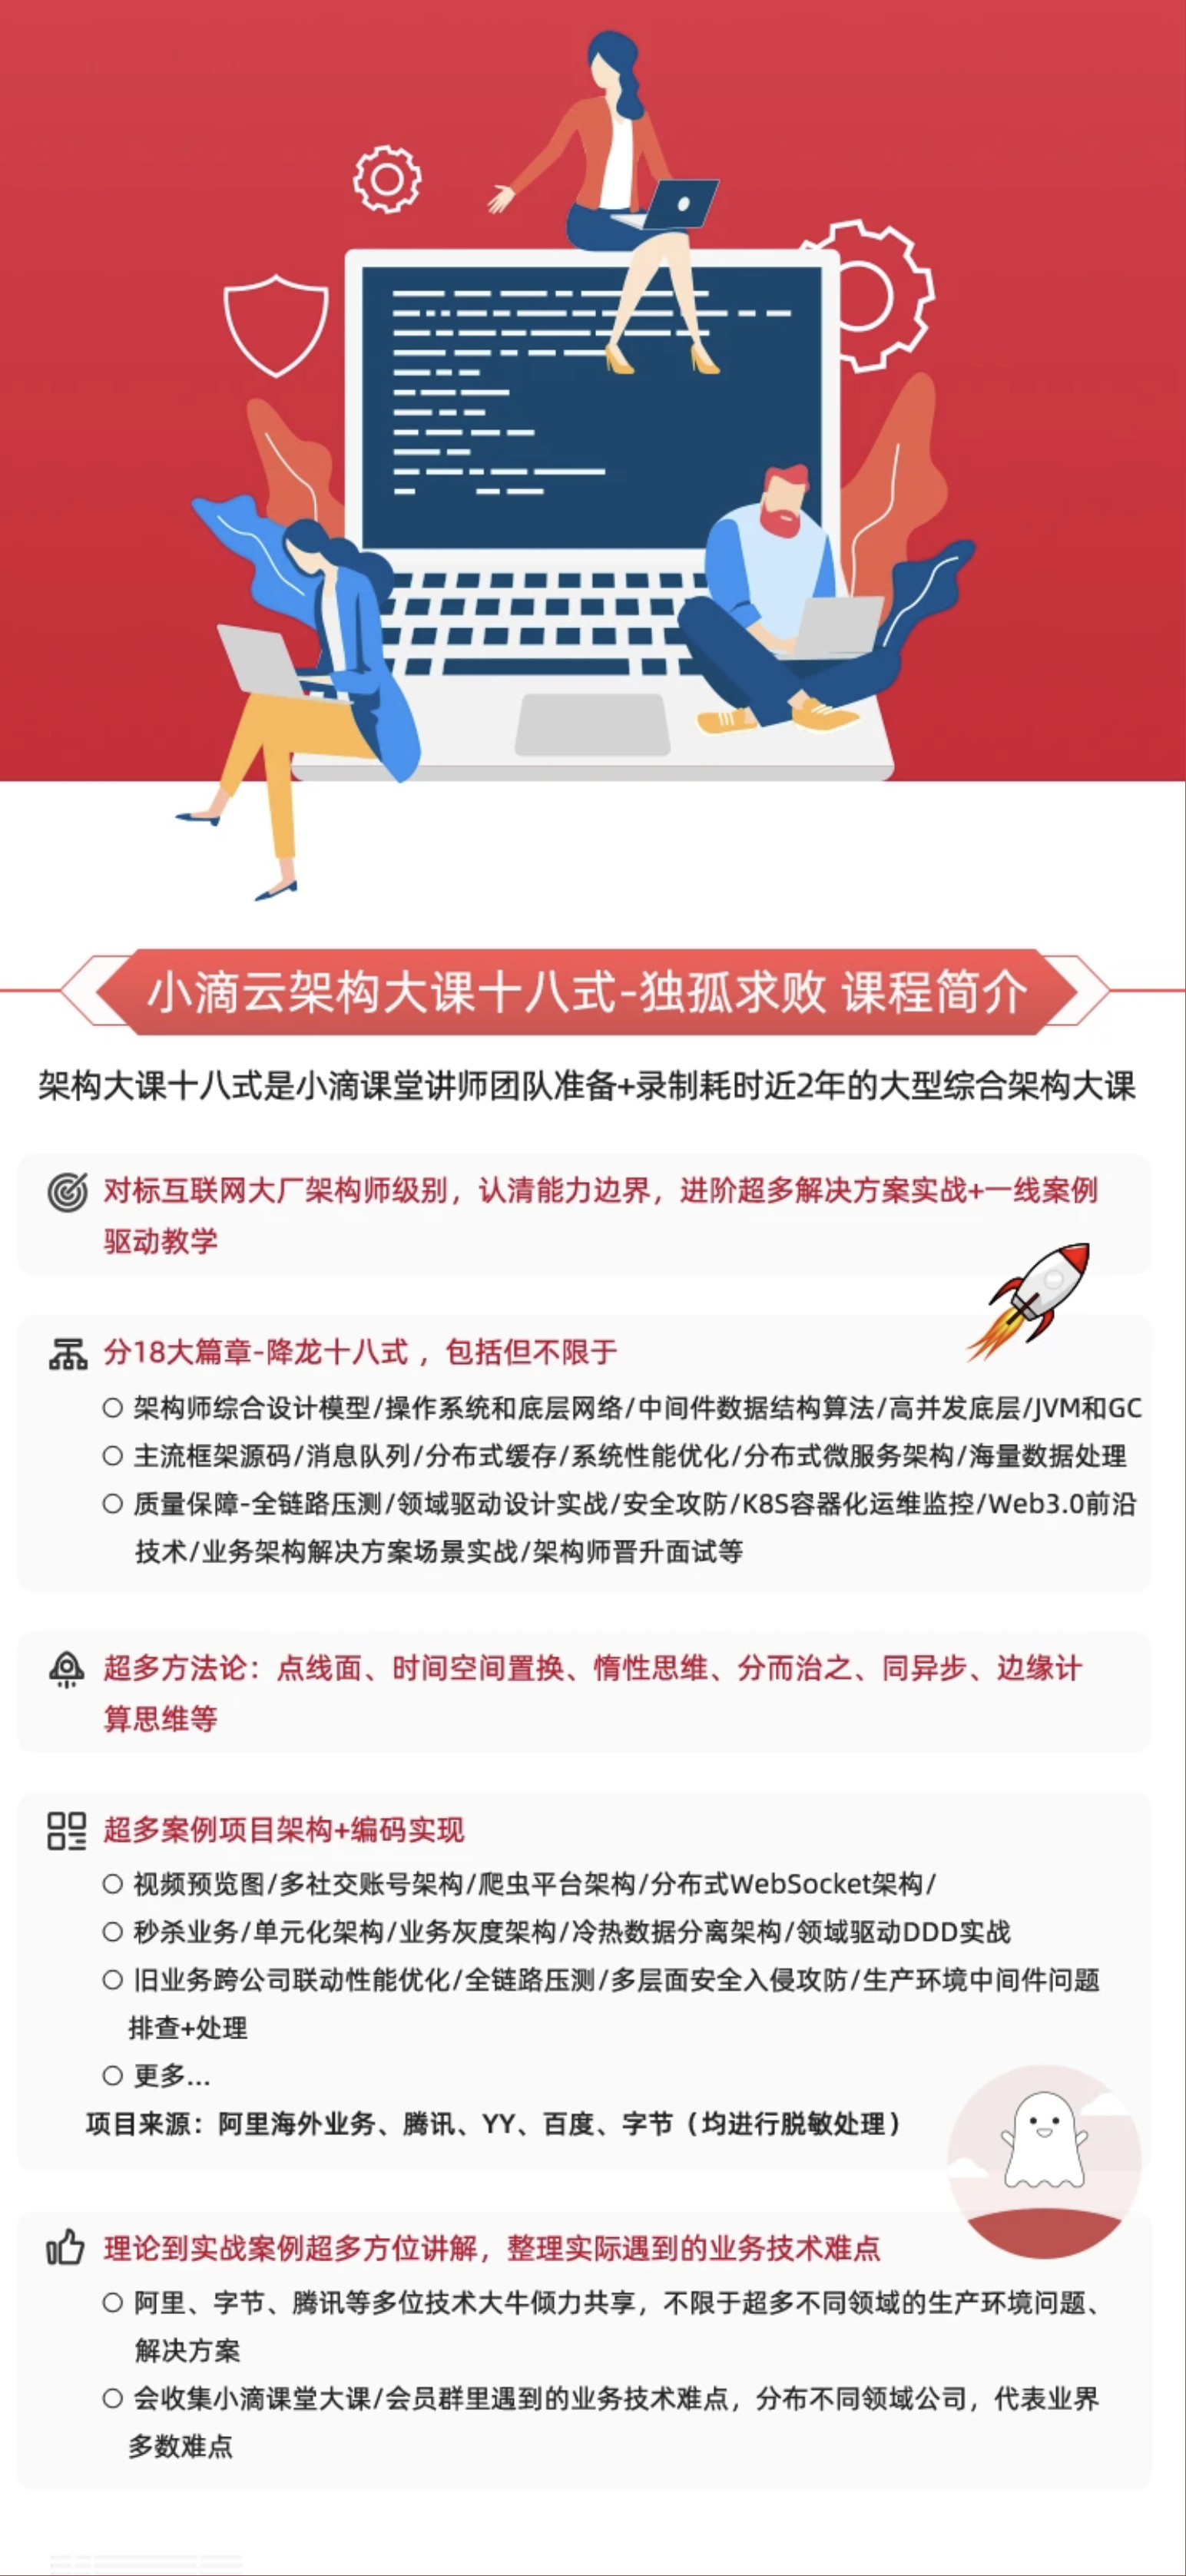 小滴云架构大课十八式-独孤求败 课程简介
架构大课十八式是小滴课堂讲师团队准备+录制耗时近2年的大型综合架构大课
对标互联网大厂架构师级别，认清能力边界，进阶超多解决方案实战+一线案例
驱动教学
分18大篇章-降龙十八式 ，包括但不限于
○ 架构师综合设计模型/操作系统和底层网络/中间件数据结构算法/高并发底层/JVM和GC
○ 主流框架源码/消息队列/分布式缓存/系统性能优化/分布式微服务架构/海量数据处理
○ 质量保障-全链路压测/领域驱动设计实战/安全攻防/K8S容器化运维监控/Web3.0前沿
技术/业务架构解决方案场景实战/架构师晋升面试等
超多方法论：点线面、时间空间置换、惰性思维、分而治之、同异步、边缘计
算思维等
超多案例项目架构+编码实现
○ 视频预览图/多社交账号架构/爬虫平台架构/分布式WebSocket架构/
○ 秒杀业务/单元化架构/业务灰度架构/冷热数据分离架构/领域驱动DDD实战
○ 旧业务跨公司联动性能优化/全链路压测/多层面安全入侵攻防/生产环境中间件问题
排查+处理
○ 更多...
项目来源：阿里海外业务、腾讯、YY、百度、字节（均进行脱敏处理）
理论到实战案例超多方位讲解，整理实际遇到的业务技术难点
○ 阿里、字节、腾讯等多位技术大牛倾力共享，不限于超多不同领域的生产环境问题、
解决方案
○ 会收集小滴课堂大课/会员群里遇到的业务技术难点，分布不同领域公司，代表业界
多数难点